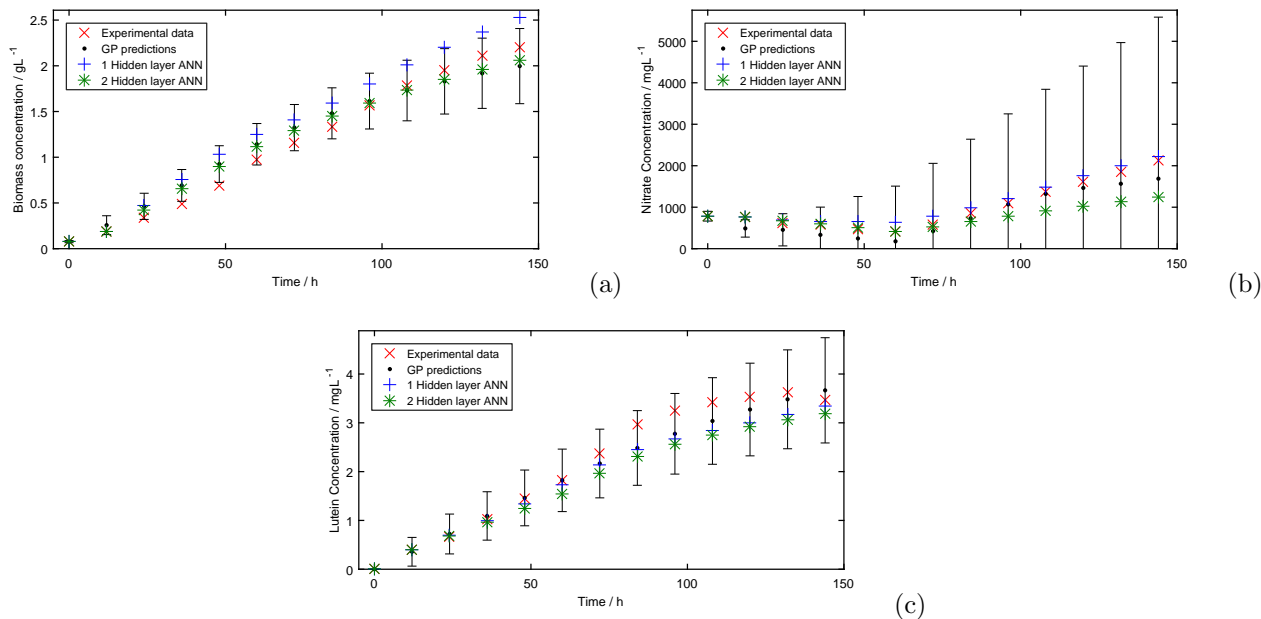 2.5
2
1.5
1
0.5
0
Biomass concentration / gL⁻¹
Experimental data
GP predictions
1 Hidden layer ANN
2 Hidden layer ANN
0 50 100 150
Time / h
(a)
5000
4000
3000
2000
1000
0
Nitrate Concentration / mgL⁻¹
Experimental data
GP predictions
1 Hidden layer ANN
2 Hidden layer ANN
0 50 100 150
Time / h
(b)
4
3
2
1
0
Lutein Concentration / mgL⁻¹
Experimental data
GP predictions
1 Hidden layer ANN
2 Hidden layer ANN
0 50 100 150
Time / h
(c)